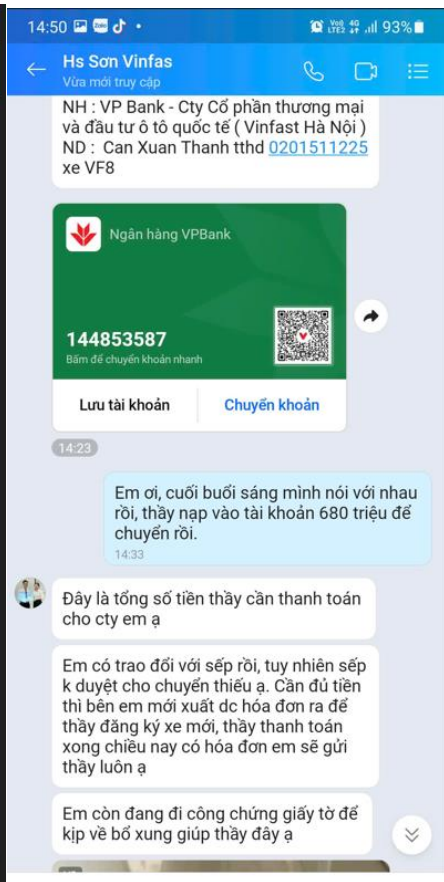 14:50 Zalo Vo) 4G LTE2 93%
Hs Sơn Vinfas
Vừa mới truy cập
NH : VP Bank - Cty Cổ phần thương mại
và đầu tư ô tô quốc tế ( Vinfast Hà Nội )
ND : Can Xuan Thanh tthd 0201511225
xe VF8
Ngân hàng VPBank
144853587
Bấm để chuyển khoản nhanh
Lưu tài khoản Chuyển khoản
14:23
Em ơi, cuối buổi sáng mình nói với nhau
rồi, thầy nạp vào tài khoản 680 triệu để
chuyển rồi.
14:33
Đây là tổng số tiền thầy cần thanh toán
cho cty em ạ
Em có trao đổi với sếp rồi, tuy nhiên sếp
k duyệt cho chuyển thiếu ạ. Cần đủ tiền
thì bên em mới xuất dc hóa đơn ra để
thầy đăng ký xe mới, thầy thanh toán
xong chiều nay có hóa đơn em sẽ gửi
thầy luôn ạ
Em còn đang đi công chứng giấy tờ để
kịp về bổ xung giúp thầy đây ạ